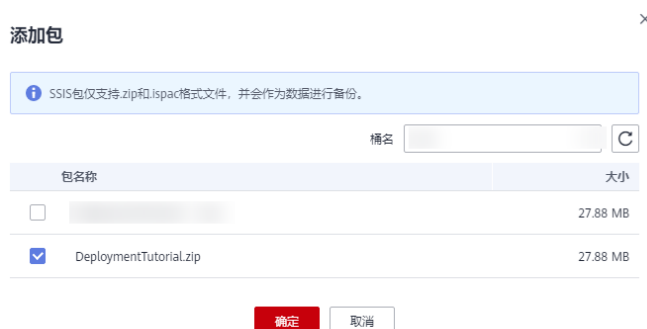 添加包
SSIS包仅支持.zip和.ispac格式文件，并会作为数据进行备份。
桶名
包名称 大小
27.88 MB
DeploymentTutorial.zip 27.88 MB
确定 取消